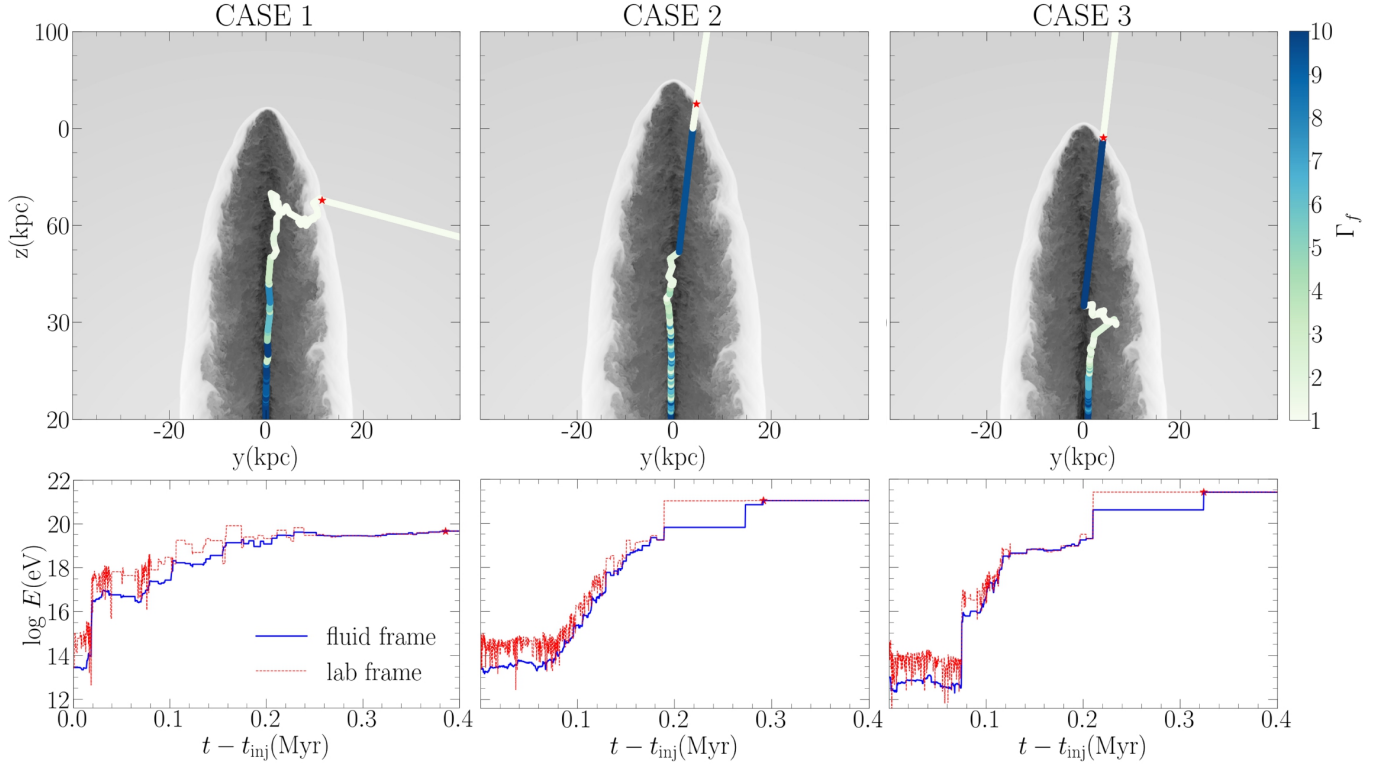 CASE 1 CASE 2 CASE 3
100
0
60
30
20
z(kpc)
-20 0 20
-20 0 20
-20 0 20
y(kpc) y(kpc) y(kpc)
10
9
8
7
6
5
4
3
2
1
Γ_f
22
20
18
16
14
12
log E(eV)
fluid frame
lab frame
0.0 0.1 0.2 0.3 0.4
0.1 0.2 0.3 0.4
0.1 0.2 0.3 0.4
t − t_inj(Myr) t − t_inj(Myr) t − t_inj(Myr)